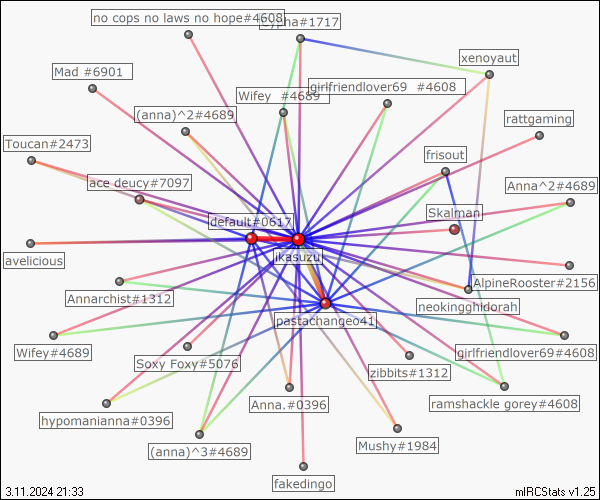 no cops no laws no hope#4608
cypha#1717
xenoyaut
Mad #6901
girlfriendlover69 #4608
Wifey #4689
(anna)^2#4689
rattgaming
Toucan#2473
frisout
ace deucy#7097
Anna^2#4689
Skalman
default#0617
jkasuzu
avelicious
AlpineRooster#2156
Annarchist#1312
neokingghidorah
pastachangeo41
Wifey#4689
girlfriendlover69#4608
Soxy Foxy#5076
zibbits#1312
hypomanianna#0396
Anna.#0396
ramshackle gorey#4608
(anna)^3#4689
Mushy#1984
fakedingo
3.11.2024 21:33
mIRCStats v1.25